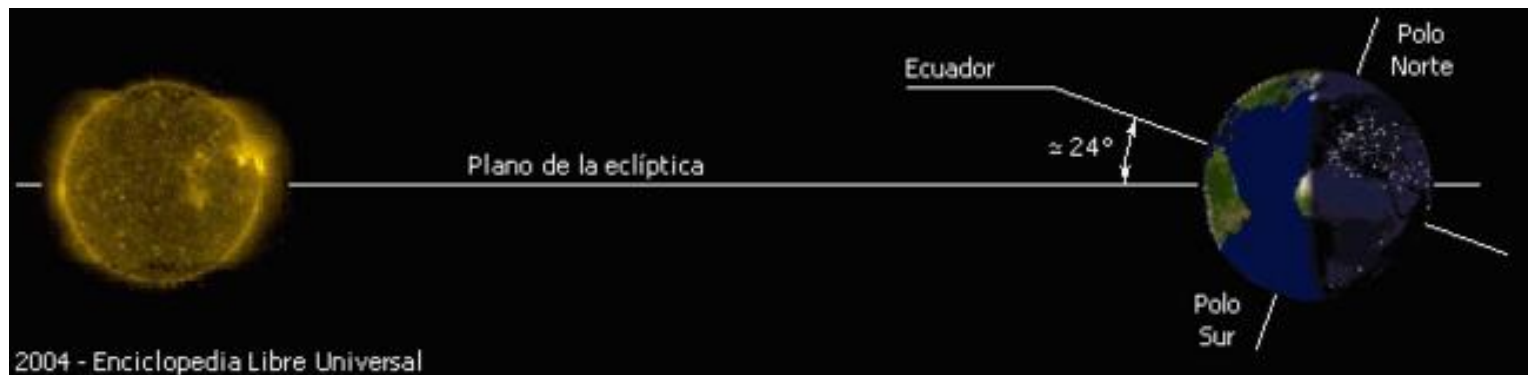 Polo
Norte
Ecuador
≃ 24°
Plano de la eclíptica
Polo
Sur
2004 - Enciclopedia Libre Universal